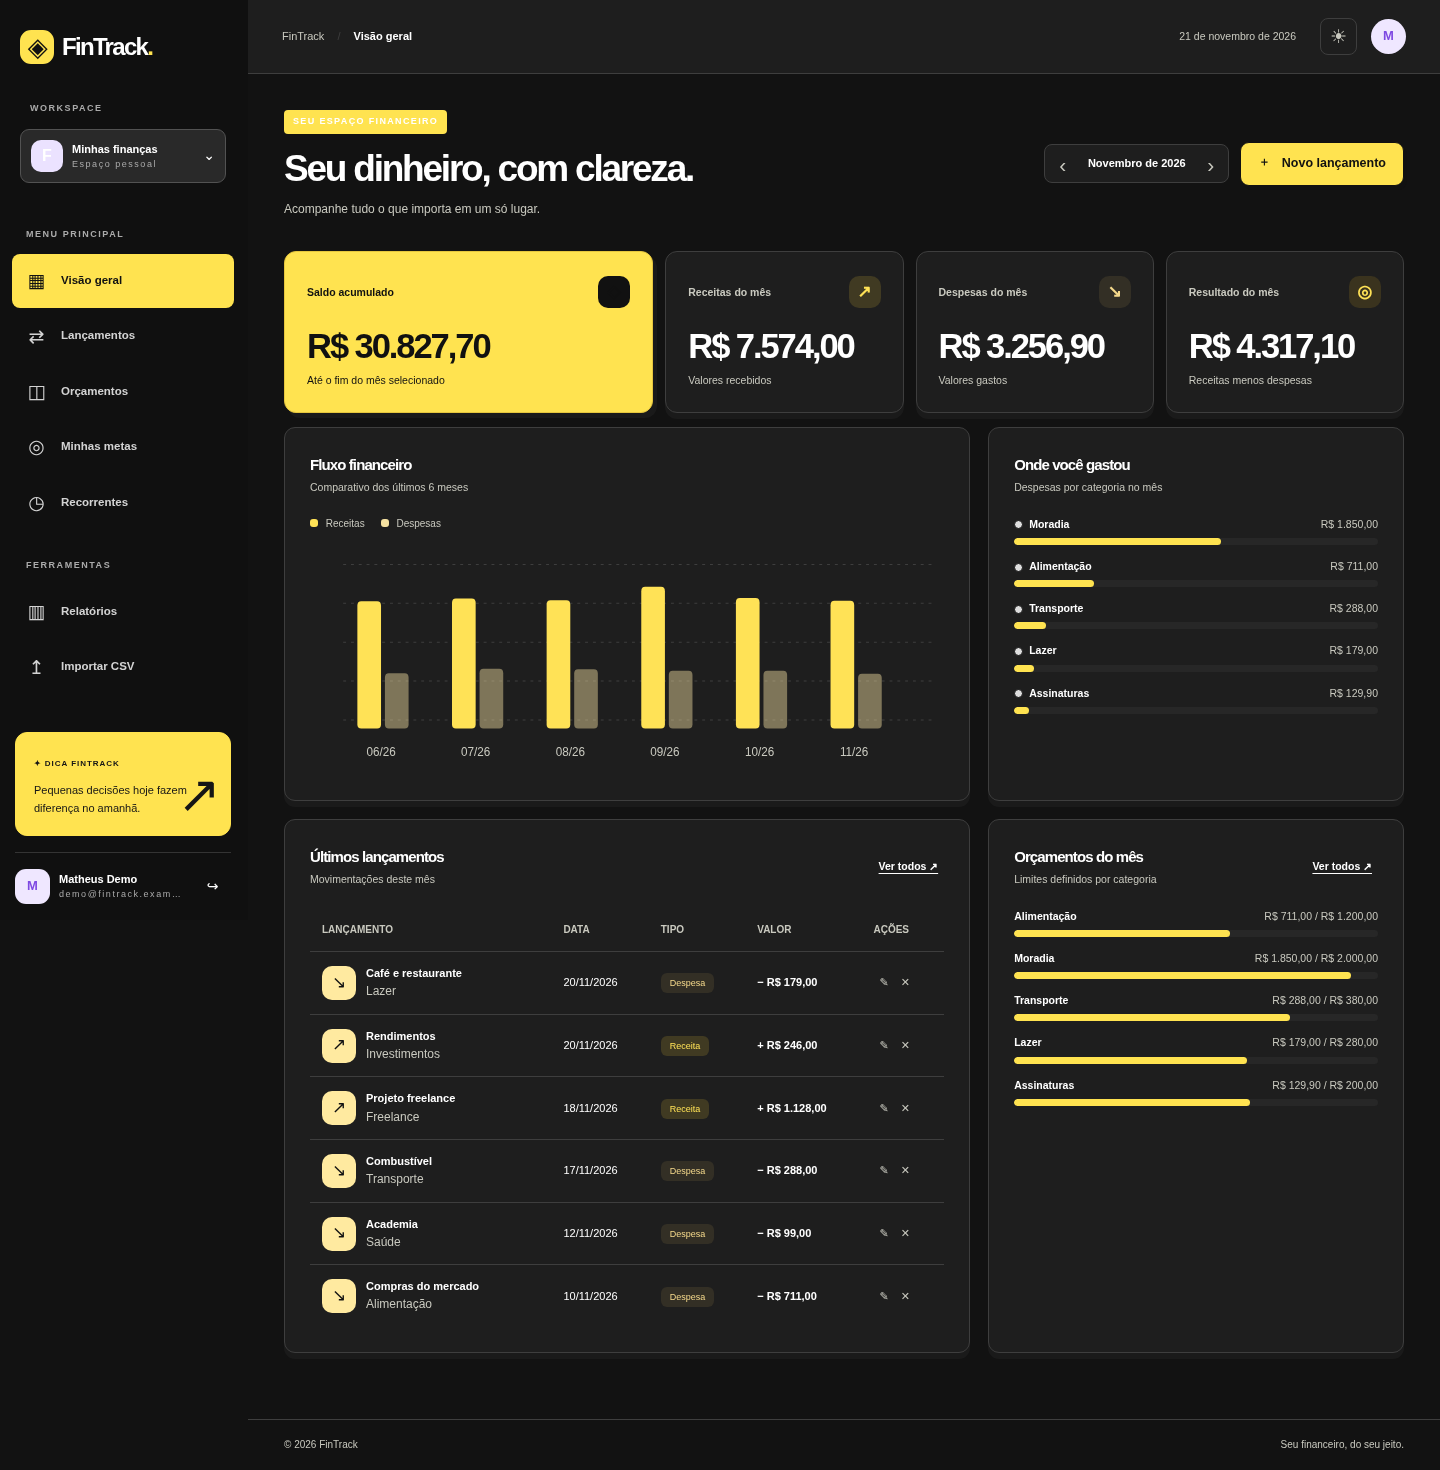 FinTrack.
WORKSPACE
F
Minhas finanças
Espaço pessoal
MENU PRINCIPAL
Visão geral
Lançamentos
Orçamentos
Minhas metas
Recorrentes
FERRAMENTAS
Relatórios
Importar CSV
✦ DICA FINTRACK
Pequenas decisões hoje fazem
diferença no amanhã.
M
Matheus Demo
demo@fintrack.exam…
FinTrack / Visão geral
21 de novembro de 2026
M
SEU ESPAÇO FINANCEIRO
Seu dinheiro, com clareza.
Acompanhe tudo o que importa em um só lugar.
‹ Novembro de 2026 ›
+ Novo lançamento
Saldo acumulado
R$ 30.827,70
Até o fim do mês selecionado
Receitas do mês
R$ 7.574,00
Valores recebidos
Despesas do mês
R$ 3.256,90
Valores gastos
Resultado do mês
R$ 4.317,10
Receitas menos despesas
Fluxo financeiro
Comparativo dos últimos 6 meses
Receitas Despesas
06/26 07/26 08/26 09/26 10/26 11/26
Onde você gastou
Despesas por categoria no mês
Moradia R$ 1.850,00
Alimentação R$ 711,00
Transporte R$ 288,00
Lazer R$ 179,00
Assinaturas R$ 129,90
Últimos lançamentos
Movimentações deste mês
Ver todos ↗
LANÇAMENTO DATA TIPO VALOR AÇÕES
Café e restaurante
Lazer
20/11/2026 Despesa − R$ 179,00 ✎ ✕
Rendimentos
Investimentos
20/11/2026 Receita + R$ 246,00 ✎ ✕
Projeto freelance
Freelance
18/11/2026 Receita + R$ 1.128,00 ✎ ✕
Combustível
Transporte
17/11/2026 Despesa − R$ 288,00 ✎ ✕
Academia
Saúde
12/11/2026 Despesa − R$ 99,00 ✎ ✕
Compras do mercado
Alimentação
10/11/2026 Despesa − R$ 711,00 ✎ ✕
Orçamentos do mês
Limites definidos por categoria
Ver todos ↗
Alimentação R$ 711,00 / R$ 1.200,00
Moradia R$ 1.850,00 / R$ 2.000,00
Transporte R$ 288,00 / R$ 380,00
Lazer R$ 179,00 / R$ 280,00
Assinaturas R$ 129,90 / R$ 200,00
© 2026 FinTrack
Seu financeiro, do seu jeito.